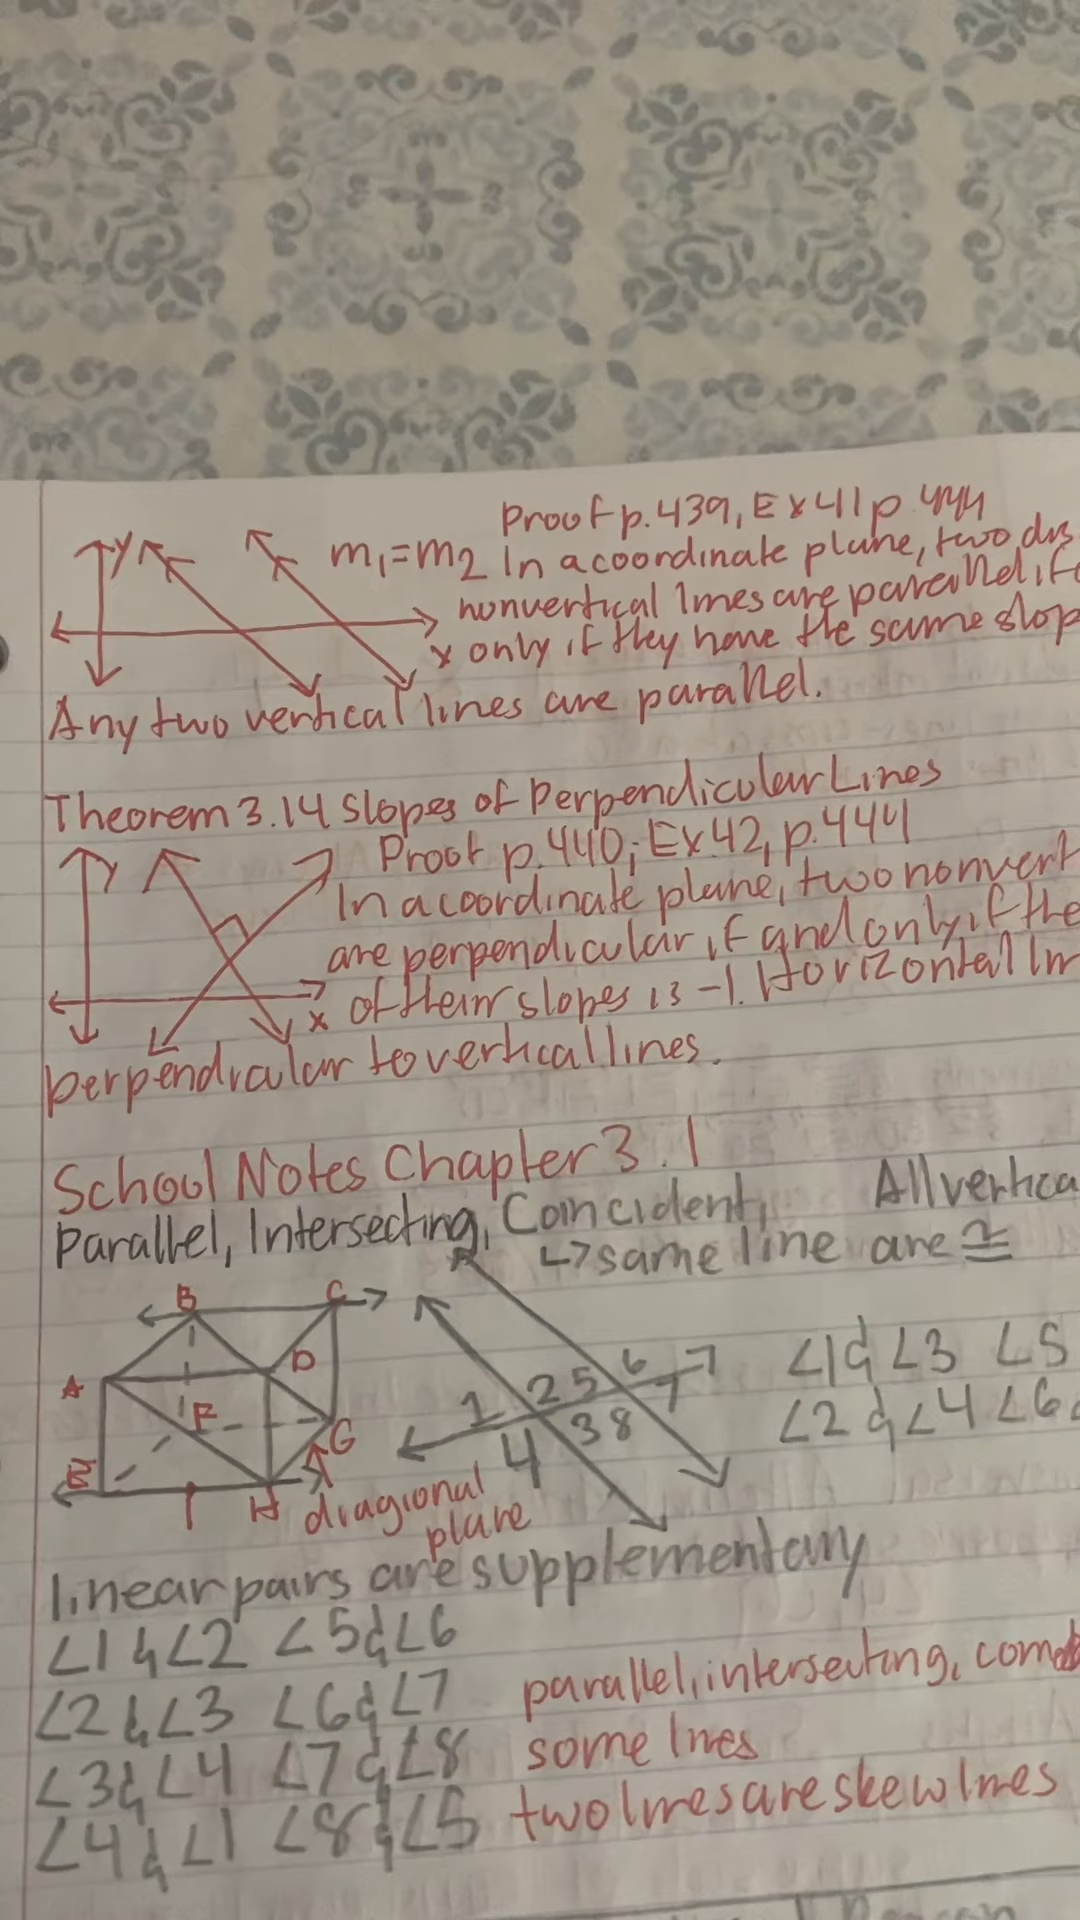 Proof p.439, Ex 41 p 444
y m₁=m₂ In a coordinate plane, two
nonvertical lines are parallel if
x only if they have the same slop
Any two vertical lines are parallel.
Theorem 3.14 Slopes of Perpendicular Lines
Proof p.440; Ex.42, p.444
y In a coordinate plane, two nonvert
are perpendicular if and only if the
x of their slopes is -1. Horizontal lin
perpendicular to vertical lines.
School Notes Chapter 3.1
Parallel, Intersecting, Coincident, All vertica
↳ same line are ≅
B C
A D 6
2 5 7 ∠1 & ∠3 ∠5
F 1
G 3 8 ∠2 & ∠4 ∠6
E H 4
diagional
plane
linear pairs are supplementary
∠1 & ∠2 ∠5 & ∠6
∠2 & ∠3 ∠6 & ∠7 parallel, intersecting,
∠3 & ∠4 ∠7 & ∠8 some lnes
∠4 & ∠1 ∠8 & ∠5 two lines are skew lines